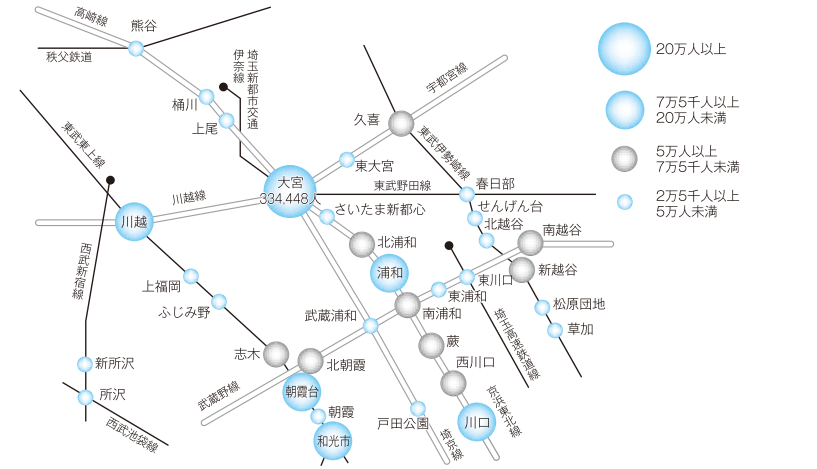 高崎線
熊谷
秩父鉄道
埼玉新都市交通
伊奈線
桶川
上尾
宇都宮線
久喜
東武伊勢崎線
東大宮
東武東上線
大宮
334.448人
東武野田線
春日部
川越線
さいたま新都心
せんげん台
北越谷
川越
南越谷
北浦和
西武新宿線
浦和
東川口
新越谷
上福岡
東浦和
ふじみ野
武蔵浦和
南浦和
松原団地
埼玉高速鉄道線
草加
蕨
志木
北朝霞
西川口
新所沢
武蔵野線
朝霞台
所沢
京浜東北線
朝霞
戸田公園
川口
西武池袋線
和光市
埼京線
20万人以上
7万5千人以上
20万人未満
5万人以上
7万5千人未満
2万5千人以上
5万人未満